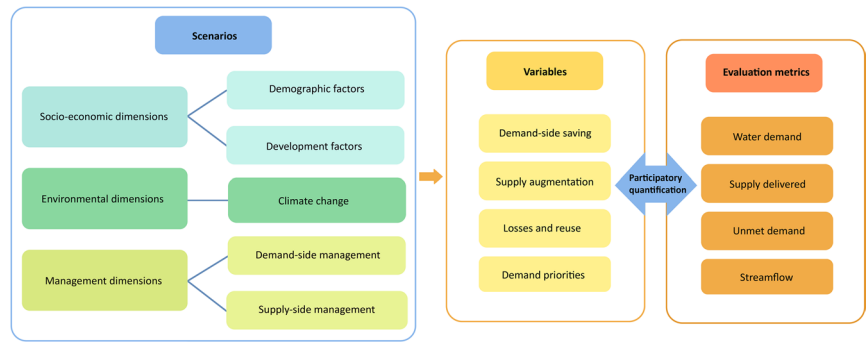 Scenarios
Socio-economic dimensions
Demographic factors
Development factors
Environmental dimensions
Climate change
Management dimensions
Demand-side management
Supply-side management
Variables
Demand-side saving
Supply augmentation
Losses and reuse
Demand priorities
Participatory
quantification
Evaluation metrics
Water demand
Supply delivered
Unmet demand
Streamflow